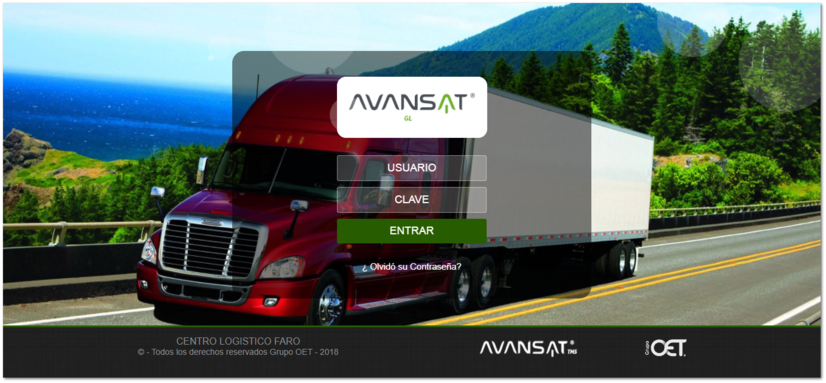 AVANSAT®
GL
USUARIO
CLAVE
ENTRAR
¿ Olvidó su Contraseña?
CENTRO LOGISTICO FARO
© - Todos los derechos reservados Grupo OET - 2018
AVANSAT TMS
Grupo OET